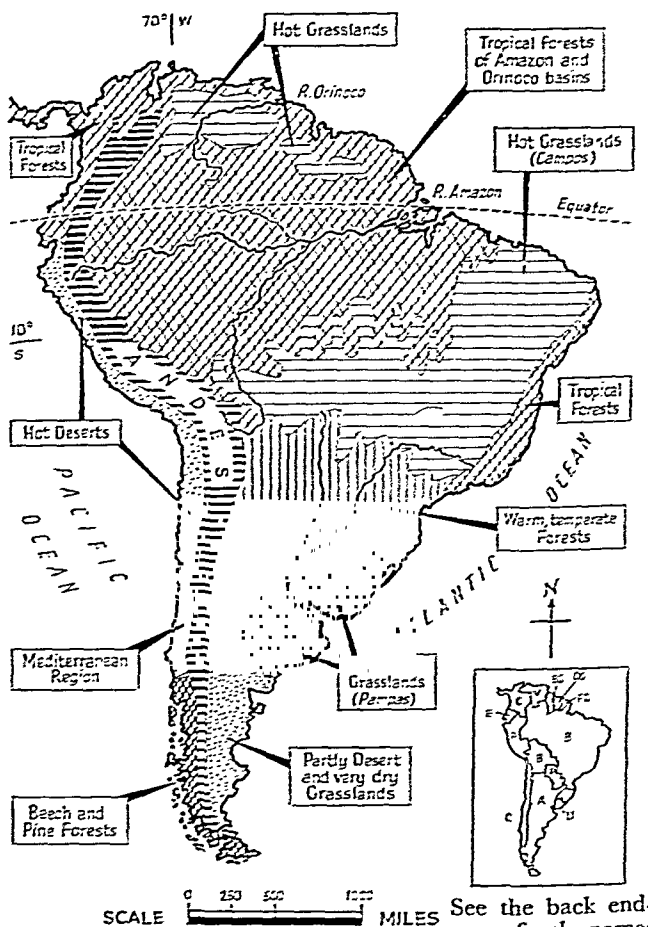 70° W
Hot Grasslands
Tropical Forests
of Amazon and
Orinoco basins
R. Orinoco
Tropical
Forests
Hot Grasslands
(Campos)
R. Amazon
Equator
10°
S
ANDES
Tropical
Forests
Hot Deserts
PACIFIC
OCEAN
OCEAN
Warm, temperate
Forests
N
Mediterranean
Region
Grasslands
(Pampas)
Partly Desert
and very dry
Grasslands
Beech and
Pine Forests
B
B
A
C
U
SCALE 0 250 500 1000 MILES
See the back end-